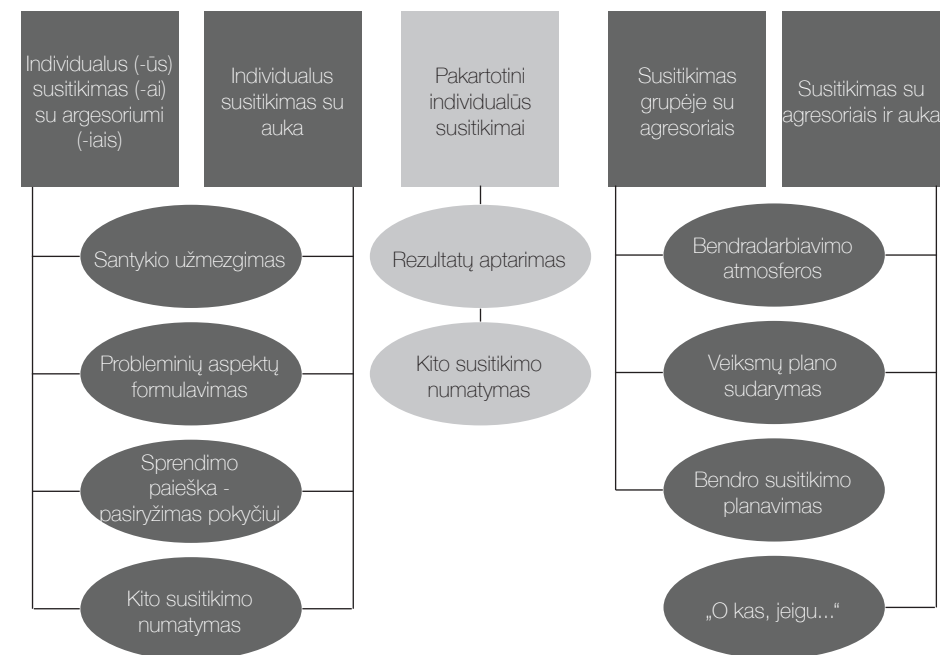 Individualus (-ūs)
susitikimas (-ai)
su argesoriumi
(-iais)
Individualus
susitikimas su
auka
Pakartotini
individualūs
susitikimai
Susitikimas
grupėje su
agresoriais
Susitikimas su
agresoriais ir auka
Santykio užmezgimas
Probleminių aspektų
formulavimas
Sprendimo
paieška -
pasiryžimas pokyčiui
Kito susitikimo
numatymas
Rezultatų aptarimas
Kito susitikimo
numatymas
Bendradarbiavimo
atmosferos
Veiksmų plano
sudarymas
Bendro susitikimo
planavimas
„O kas, jeigu...“